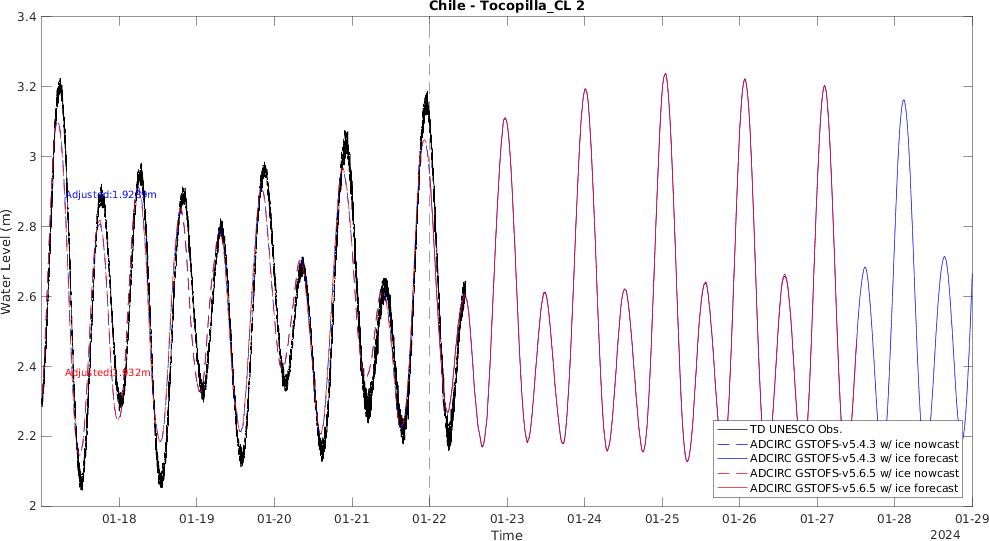 Chile - Tocopilla_CL 2
Water Level (m)
3.4
3.2
3
2.8
2.6
2.4
2.2
2
Adjusted:1.932m
TD UNESCO Obs.
ADCIRC GSTOFS-v5.4.3 w/ ice nowcast
ADCIRC GSTOFS-v5.4.3 w/ ice forecast
ADCIRC GSTOFS-v5.6.5 w/ ice nowcast
ADCIRC GSTOFS-v5.6.5 w/ ice forecast
01-18 01-19 01-20 01-21 01-22 01-23 01-24 01-25 01-26 01-27 01-28 01-29
Time
2024